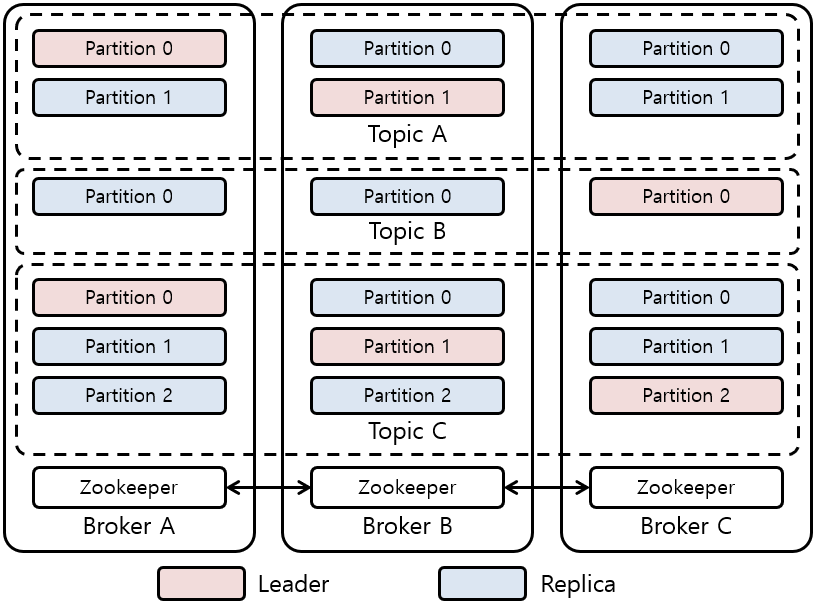 Partition 0 Partition 0 Partition 0
Partition 1 Partition 1 Partition 1
Topic A
Partition 0 Partition 0 Partition 0
Topic B
Partition 0 Partition 0 Partition 0
Partition 1 Partition 1 Partition 1
Partition 2 Partition 2 Partition 2
Topic C
Zookeeper Zookeeper Zookeeper
Broker A Broker B Broker C
Leader Replica